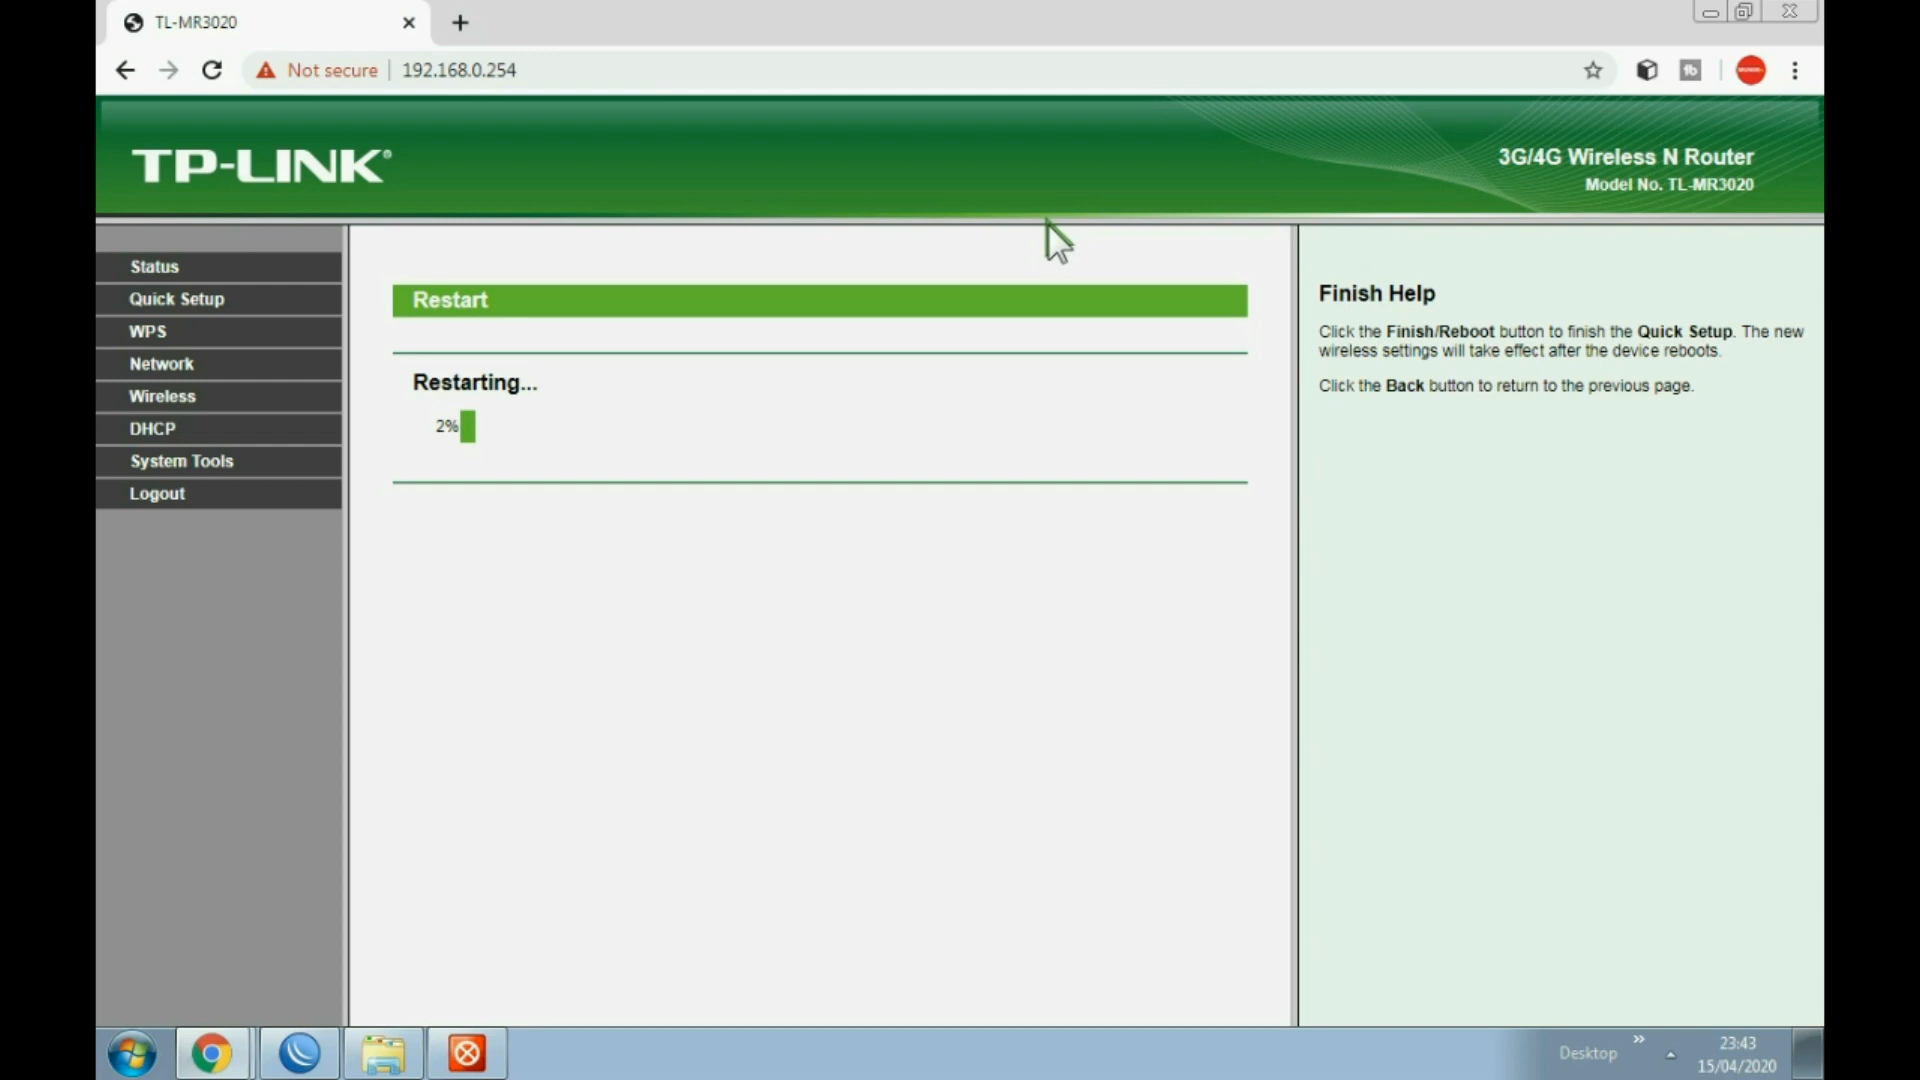 TL-MR3020
Not secure
192.168.0.254
TP-LINK®
3G/4G Wireless N Router
Model No. TL-MR3020
Status
Quick Setup
WPS
Network
Wireless
DHCP
System Tools
Logout
Restart
Restarting...
2%
Finish Help
Click the Finish/Reboot button to finish the Quick Setup. The new
wireless settings will take effect after the device reboots.
Click the Back button to return to the previous page.
Desktop
23:43
15/04/2020